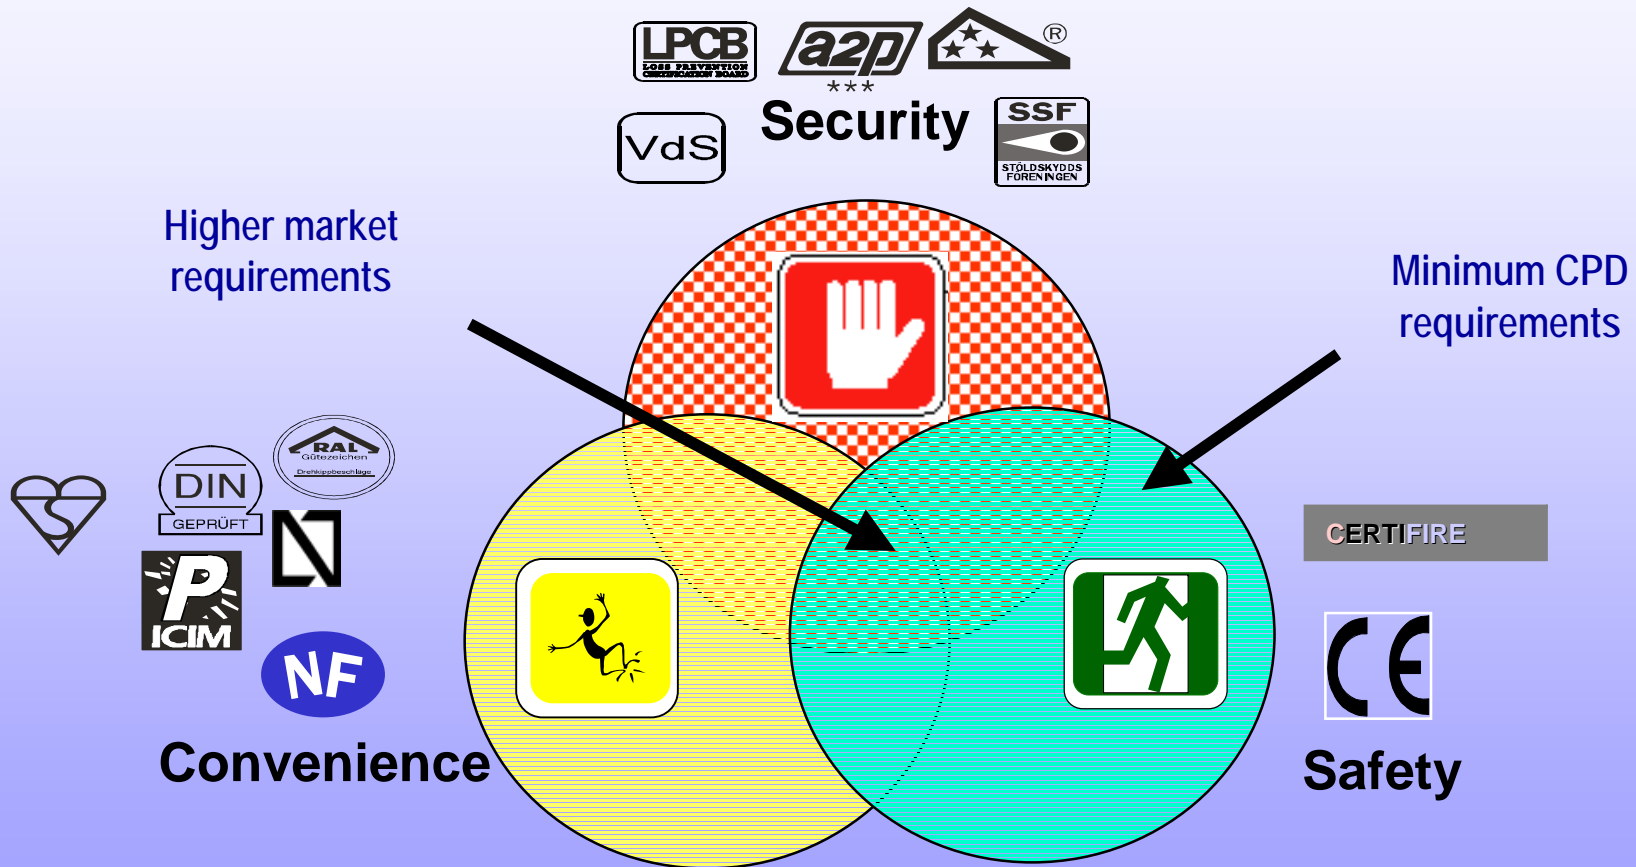 LPCB
LOSS PREVENTION
CERTIFICATION BOARD
a2p
***
®
Security
VdS
SSF
STÖLDSKYDDS
FÖRENINGEN
Higher market
requirements
Minimum CPD
requirements
RAL
Gütezeichen
Drehkippbeschläge
DIN
GEPRÜFT
P
ICIM
NF
Convenience
CERTIFIRE
CE
Safety